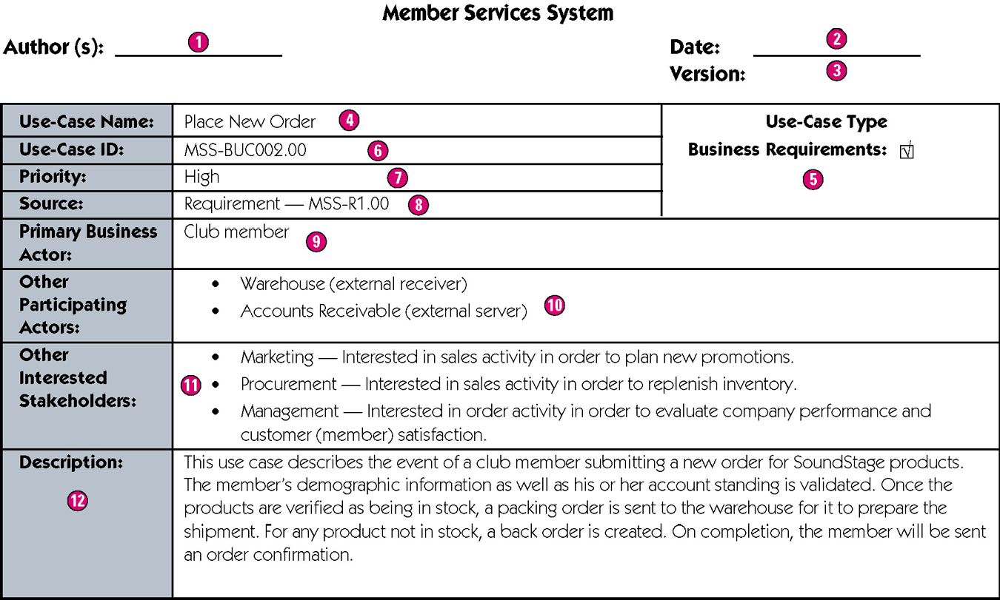 Member Services System
Author (s): 1
Date: 2
Version: 3
Use-Case Name: Place New Order 4
Use-Case Type
Use-Case ID: MSS-BUC002.00 6
Business Requirements: ☑
Priority: High 7
5
Source: Requirement — MSS-R1.00 8
Primary Business
Actor:
Club member 9
Other
Participating
Actors:
• Warehouse (external receiver)
• Accounts Receivable (external server) 10
Other
Interested
Stakeholders:
11
• Marketing — Interested in sales activity in order to plan new promotions.
• Procurement — Interested in sales activity in order to replenish inventory.
• Management — Interested in order activity in order to evaluate company performance and
customer (member) satisfaction.
Description:
12
This use case describes the event of a club member submitting a new order for SoundStage products.
The member's demographic information as well as his or her account standing is validated. Once the
products are verified as being in stock, a packing order is sent to the warehouse for it to prepare the
shipment. For any product not in stock, a back order is created. On completion, the member will be sent
an order confirmation.